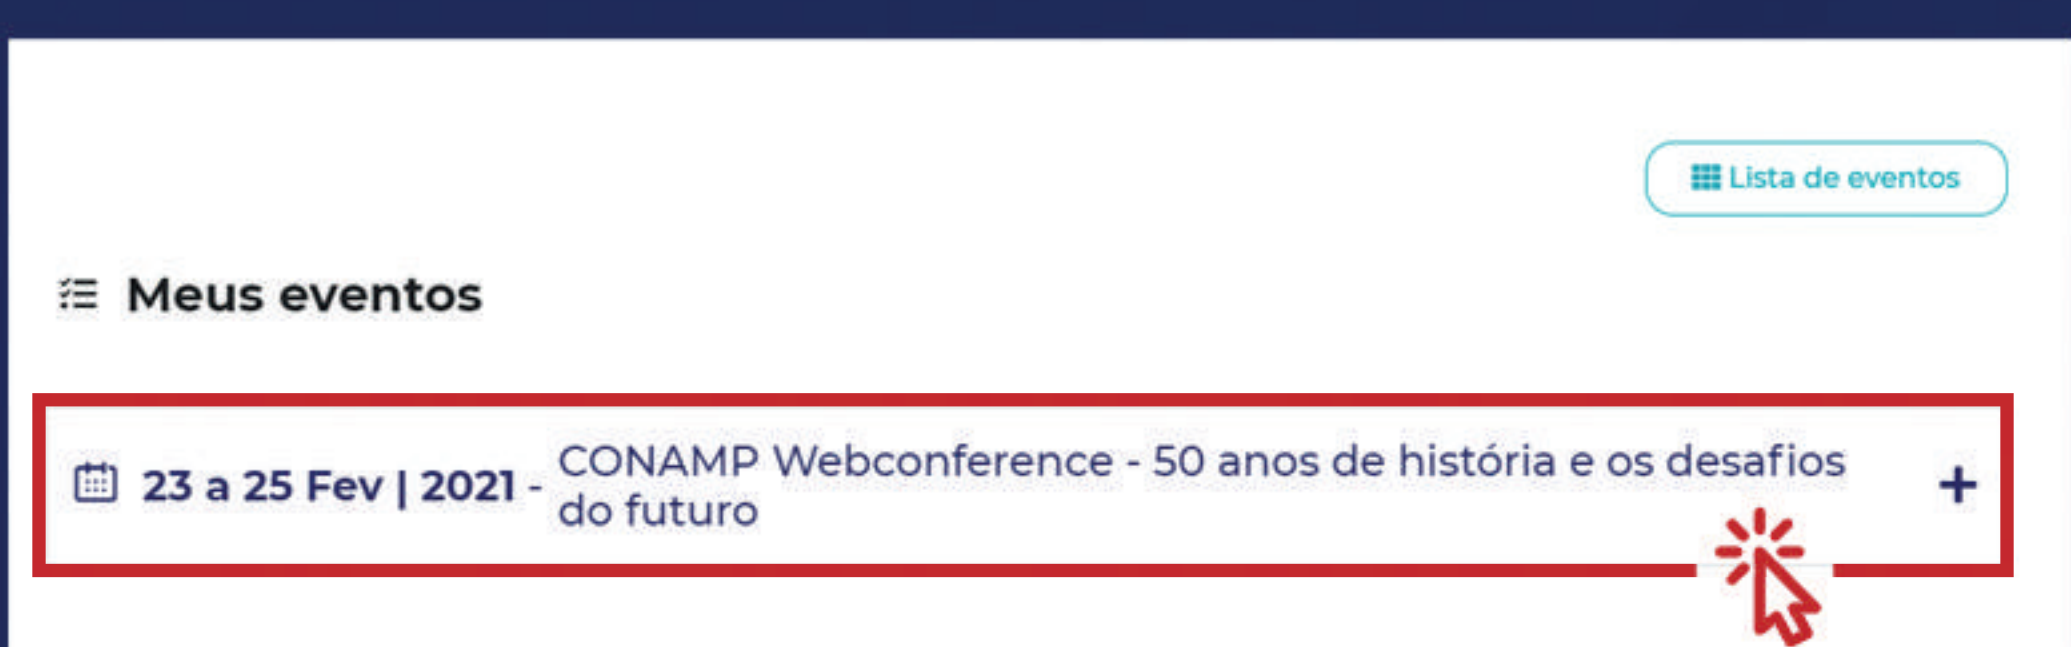 Lista de eventos
Meus eventos
23 a 25 Fev | 2021 - CONAMP Webconference - 50 anos de história e os desafios
do futuro